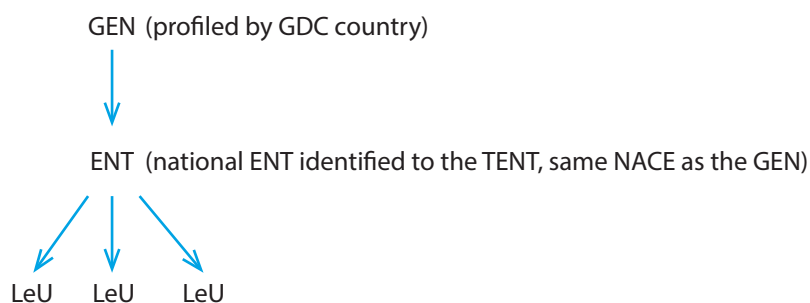 GEN (profiled by GDC country)
ENT (national ENT identified to the TENT, same NACE as the GEN)
LeU LeU LeU